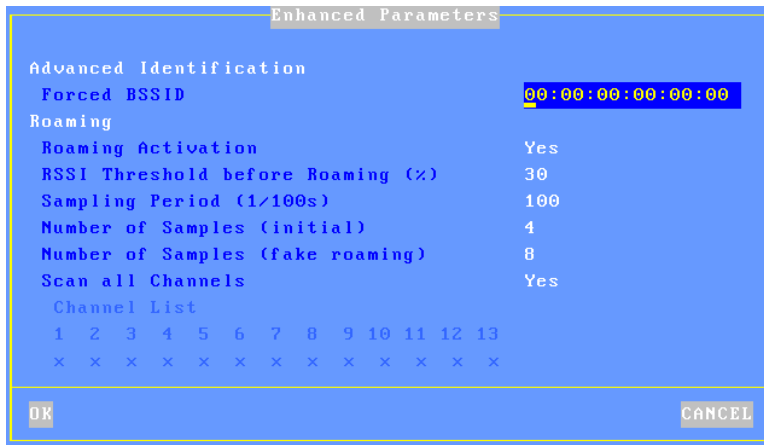 Enhanced Parameters
Advanced Identification
Forced BSSID 00:00:00:00:00:00
Roaming
Roaming Activation Yes
RSSI Threshold before Roaming (%) 30
Sampling Period (1/100s) 100
Number of Samples (initial) 4
Number of Samples (fake roaming) 8
Scan all Channels Yes
Channel List
1 2 3 4 5 6 7 8 9 10 11 12 13
× × × × × × × × × × × × ×
OK CANCEL